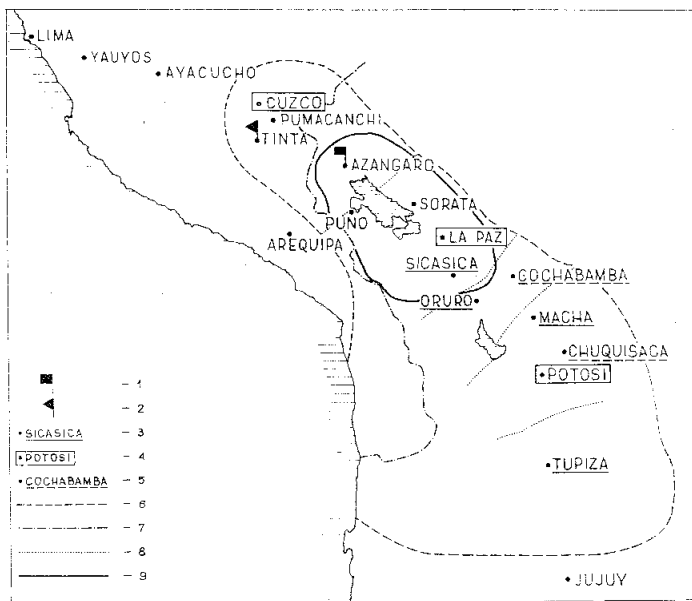 LIMA
YAUYOS
AYACUCHO
CUZCO
PUMACANCHI
TINTA
AZANGARO
SORATA
PUNO
LA PAZ
AREQUIPA
SICASICA
COCHABAMBA
ORURO
MACHA
CHUQUISACA
POTOSI
TUPIZA
JUJUY
- 1
- 2
SICASICA - 3
POTOSI - 4
COCHABAMBA - 5
- 6
- 7
- 8
- 9